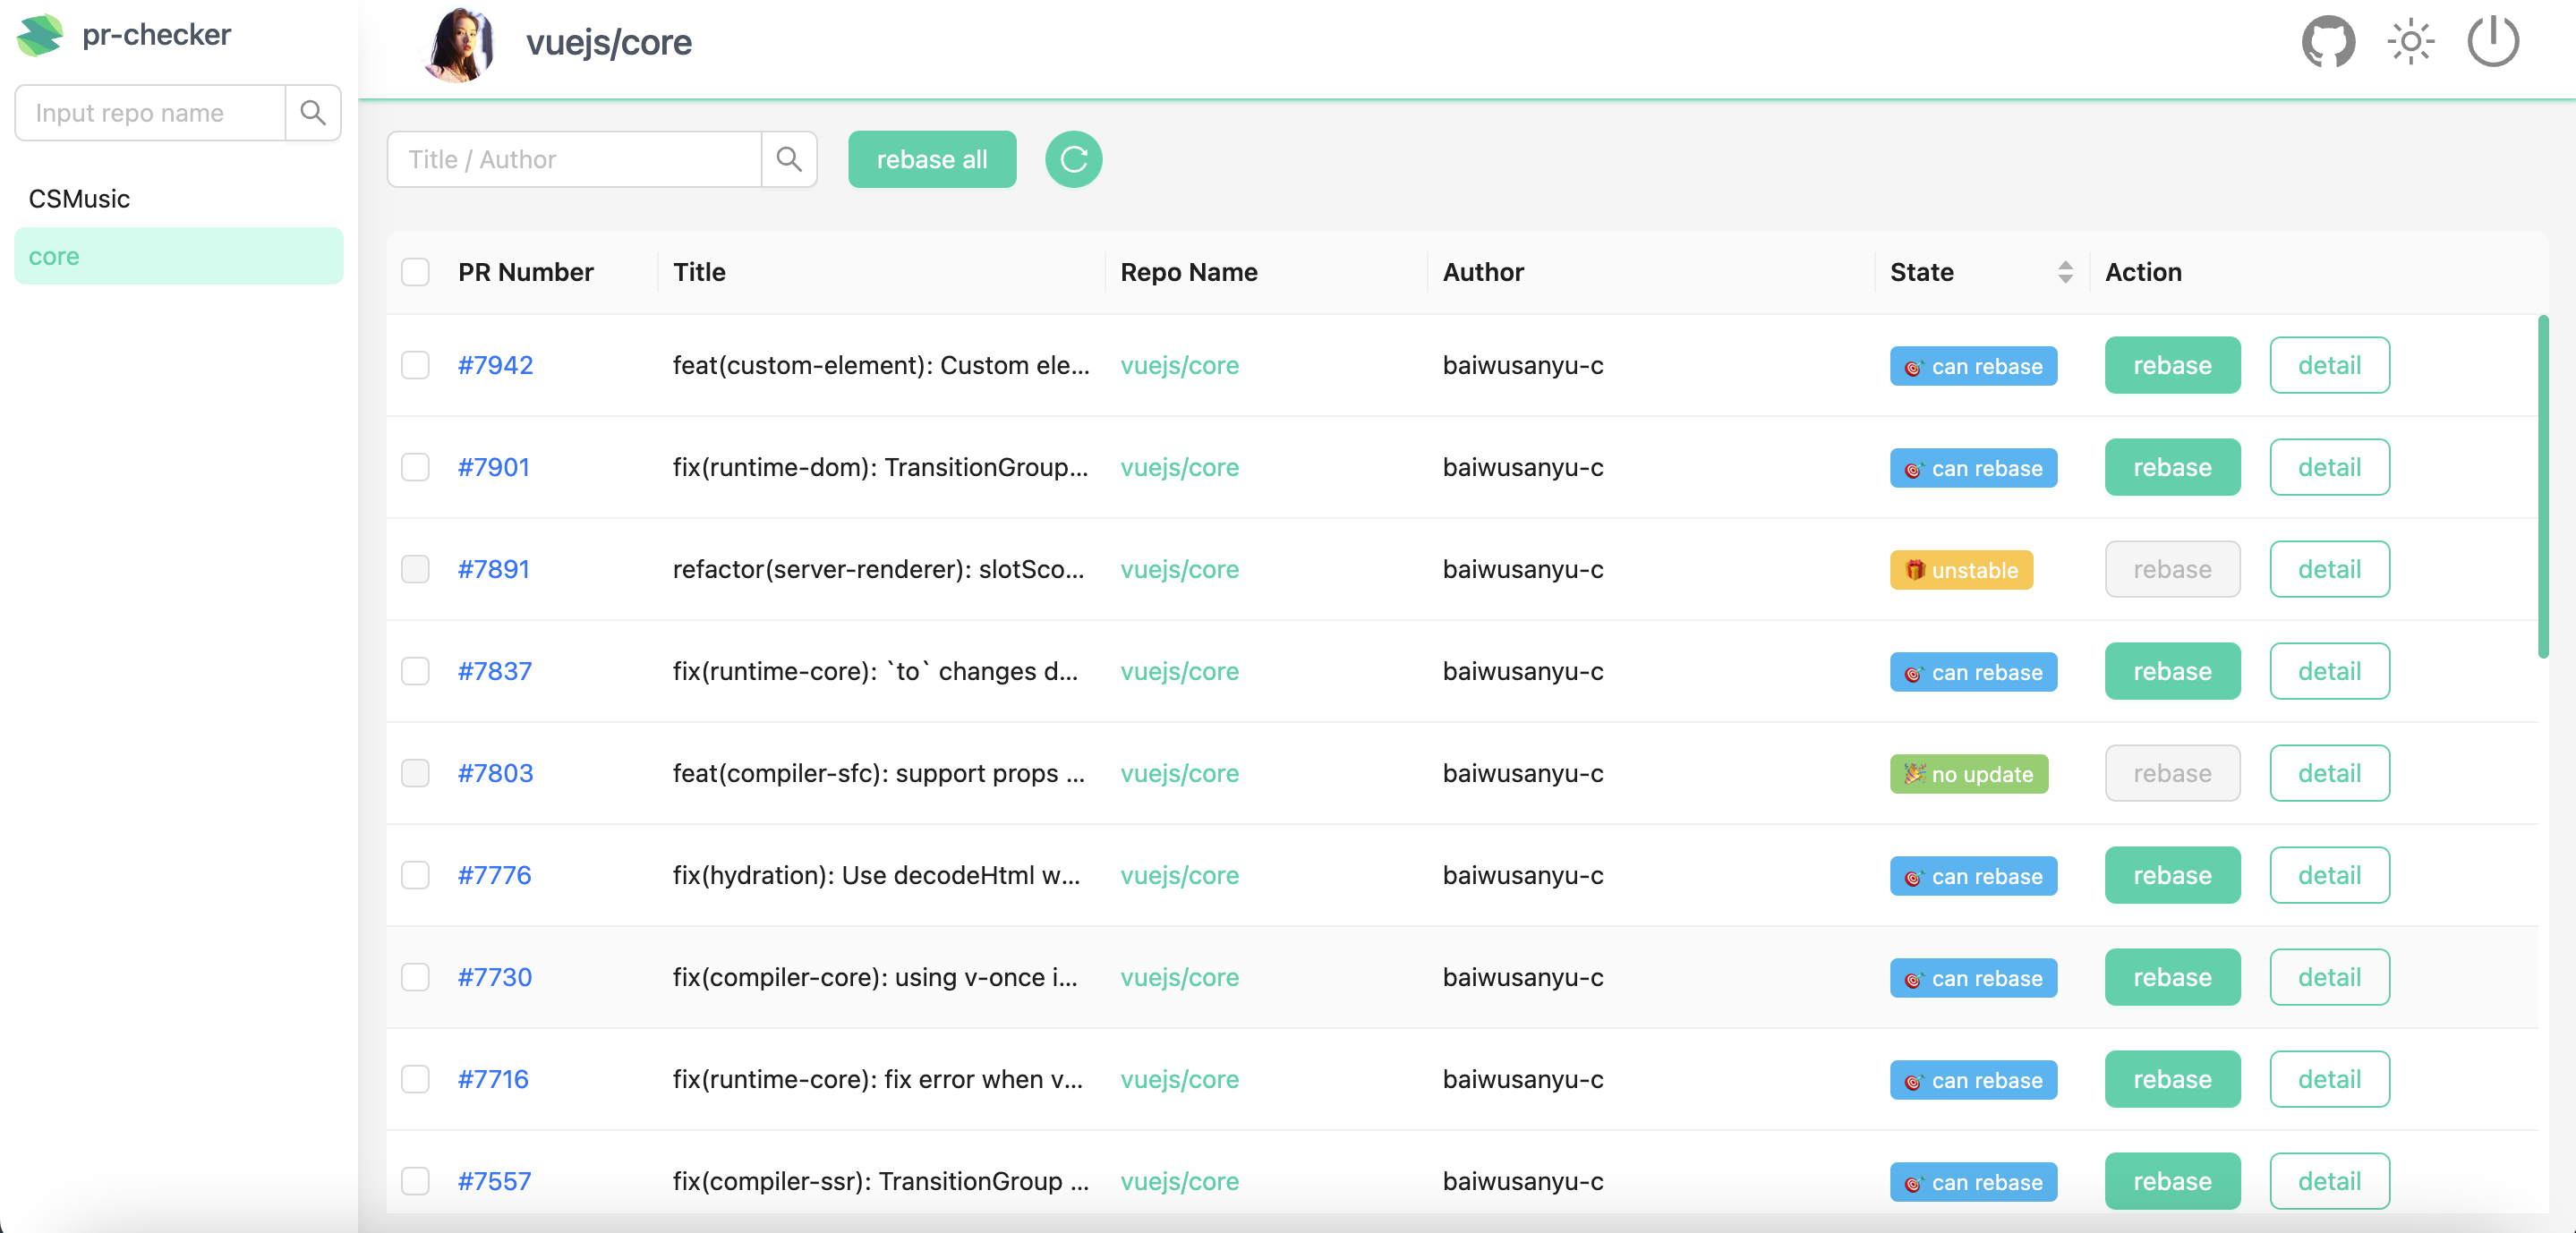 pr-checker
vuejs/core
Input repo name
CSMusic
core
Title / Author
rebase all
PR Number Title Repo Name Author State Action
#7942 feat(custom-element): Custom ele... vuejs/core baiwusanyu-c 🎯 can rebase rebase detail
#7901 fix(runtime-dom): TransitionGroup... vuejs/core baiwusanyu-c 🎯 can rebase rebase detail
#7891 refactor(server-renderer): slotSco... vuejs/core baiwusanyu-c 🎁 unstable rebase detail
#7837 fix(runtime-core): `to` changes d... vuejs/core baiwusanyu-c 🎯 can rebase rebase detail
#7803 feat(compiler-sfc): support props ... vuejs/core baiwusanyu-c 🎉 no update rebase detail
#7776 fix(hydration): Use decodeHtml w... vuejs/core baiwusanyu-c 🎯 can rebase rebase detail
#7730 fix(compiler-core): using v-once i... vuejs/core baiwusanyu-c 🎯 can rebase rebase detail
#7716 fix(runtime-core): fix error when v... vuejs/core baiwusanyu-c 🎯 can rebase rebase detail
#7557 fix(compiler-ssr): TransitionGroup ... vuejs/core baiwusanyu-c 🎯 can rebase rebase detail